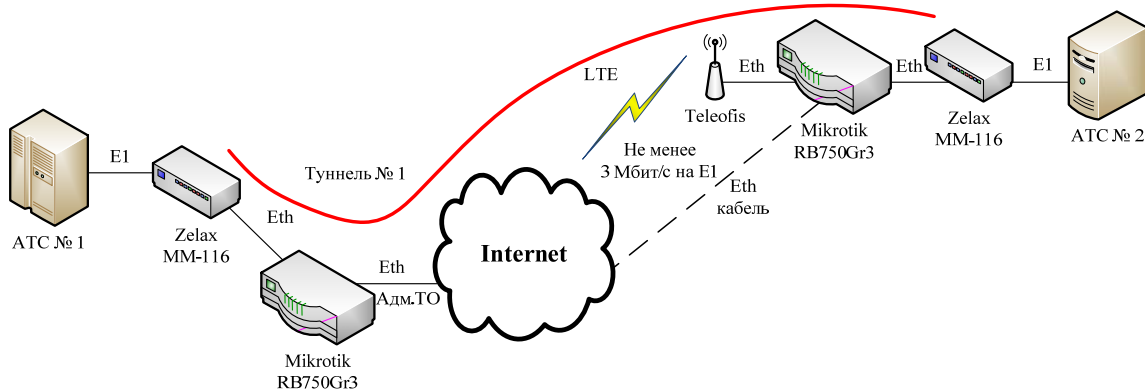 LTE
Eth
Teleofis
Mikrotik
RB750Gr3
Eth
Zelax
MM-116
E1
АТС № 2
Не менее
3 Мбит/с на Е1
Eth
кабель
АТС № 1
E1
Zelax
MM-116
Туннель № 1
Eth
Mikrotik
RB750Gr3
Eth
Адм.ТО
Internet